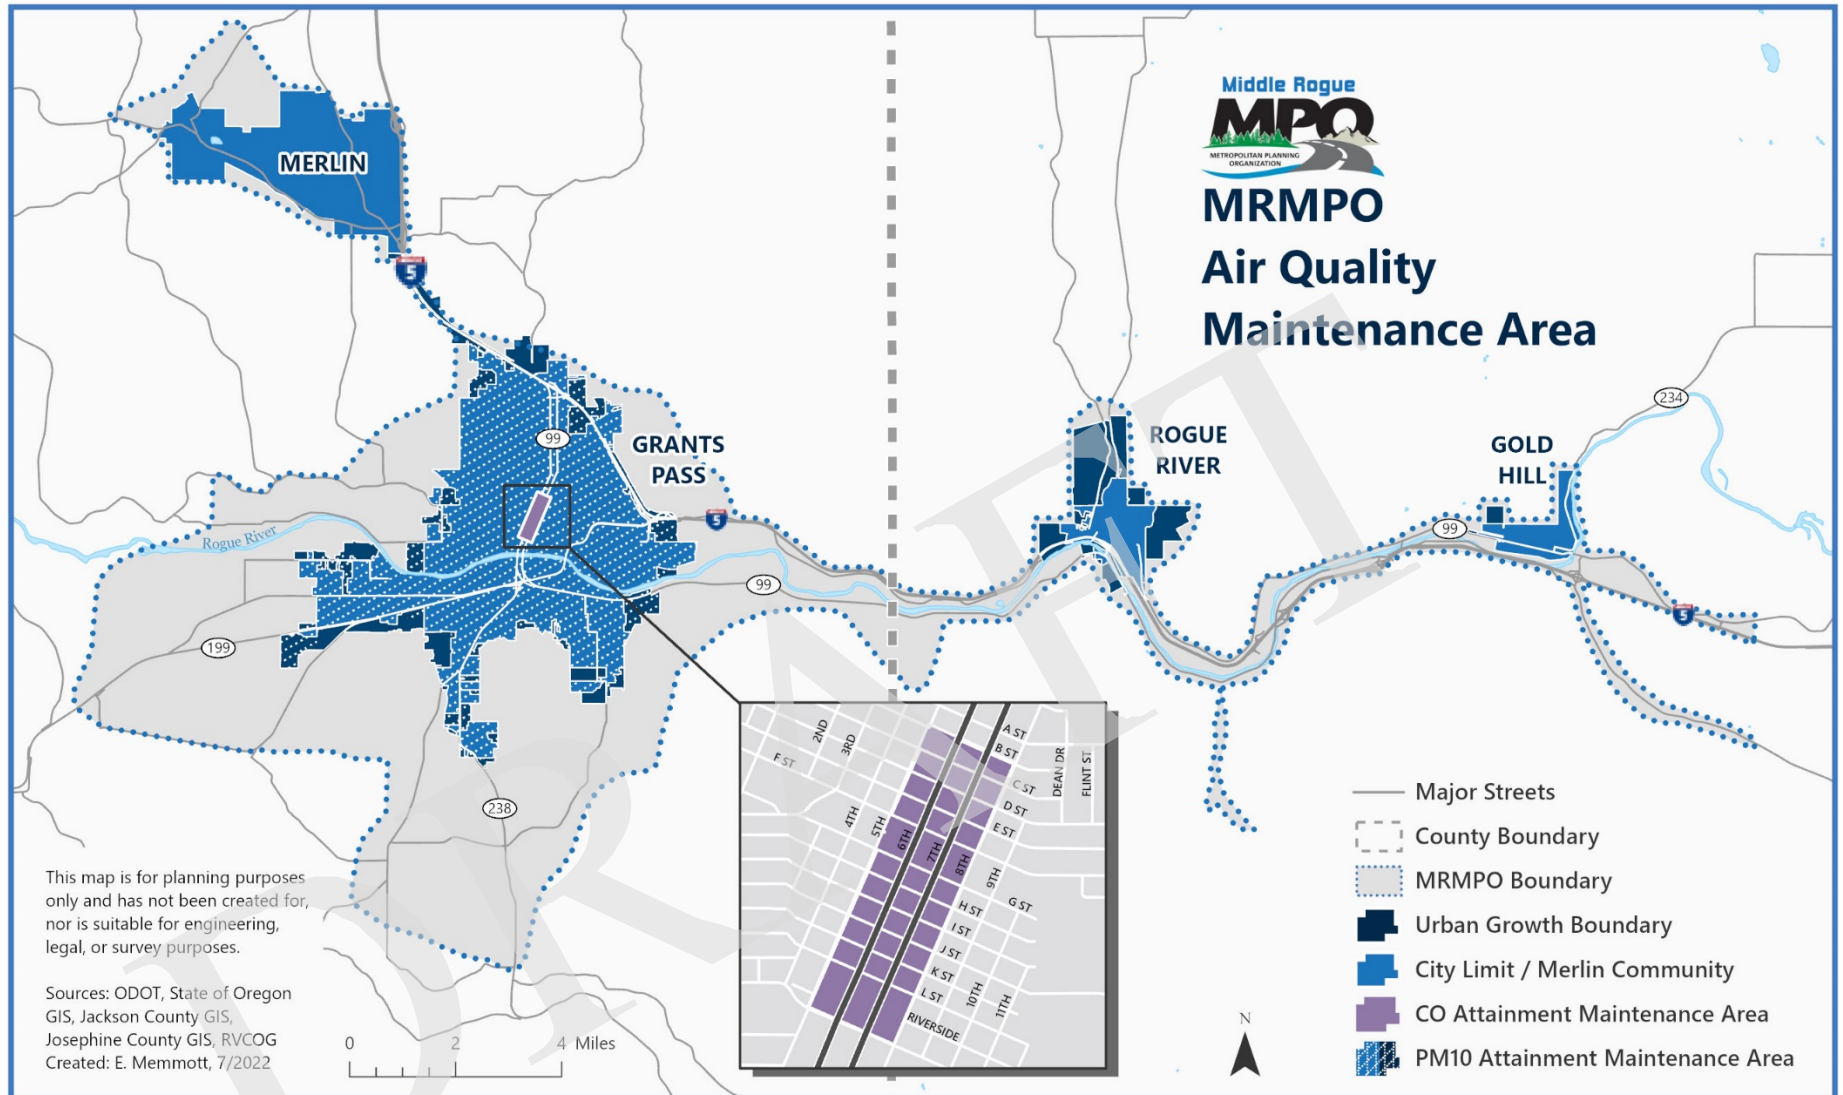 Middle Rogue
MPO
METROPOLITAN PLANNING
ORGANIZATION
MRMPO
Air Quality
Maintenance Area
MERLIN
5
GRANTS
PASS
99
5
99
199
238
Rogue River
ROGUE
RIVER
GOLD
HILL
234
99
5
2ND
3RD
F ST
4TH
5TH
6TH
7TH
8TH
9TH
10TH
11TH
A ST
B ST
C ST
D ST
E ST
DEAN DR
FLINT ST
G ST
H ST
I ST
J ST
K ST
L ST
RIVERSIDE
Major Streets
County Boundary
MRMPO Boundary
Urban Growth Boundary
City Limit / Merlin Community
CO Attainment Maintenance Area
PM10 Attainment Maintenance Area
This map is for planning purposes
only and has not been created for,
nor is suitable for engineering,
legal, or survey purposes.
Sources: ODOT, State of Oregon
GIS, Jackson County GIS,
Josephine County GIS, RVCOG
Created: E. Memmott, 7/2022
0 2 4 Miles
N
DRAFT